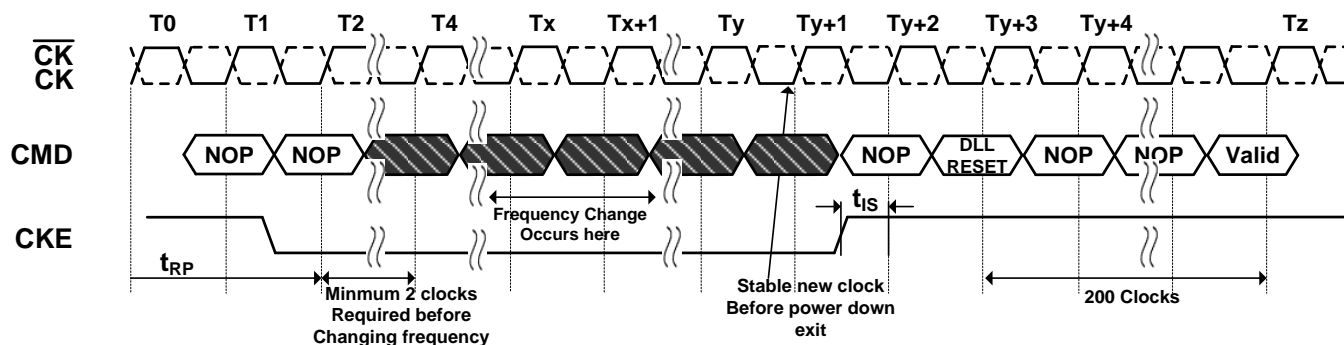 T0 T1 T2 T4 Tx Tx+1 Ty Ty+1 Ty+2 Ty+3 Ty+4 Tz
CK
CK
CMD
NOP NOP NOP DLL RESET NOP NOP Valid
Frequency Change
Occurs here
tIS
CKE
tRP
Minmum 2 clocks
Required before
Changing frequency
Stable new clock
Before power down
exit
200 Clocks